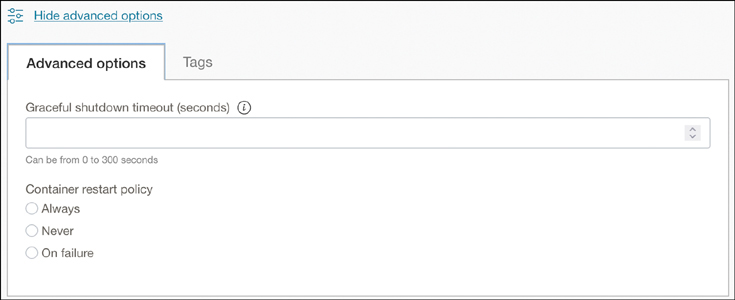 Hide advanced options
Advanced options
Tags
Graceful shutdown timeout (seconds)
Can be from 0 to 300 seconds
Container restart policy
Always
Never
On failure